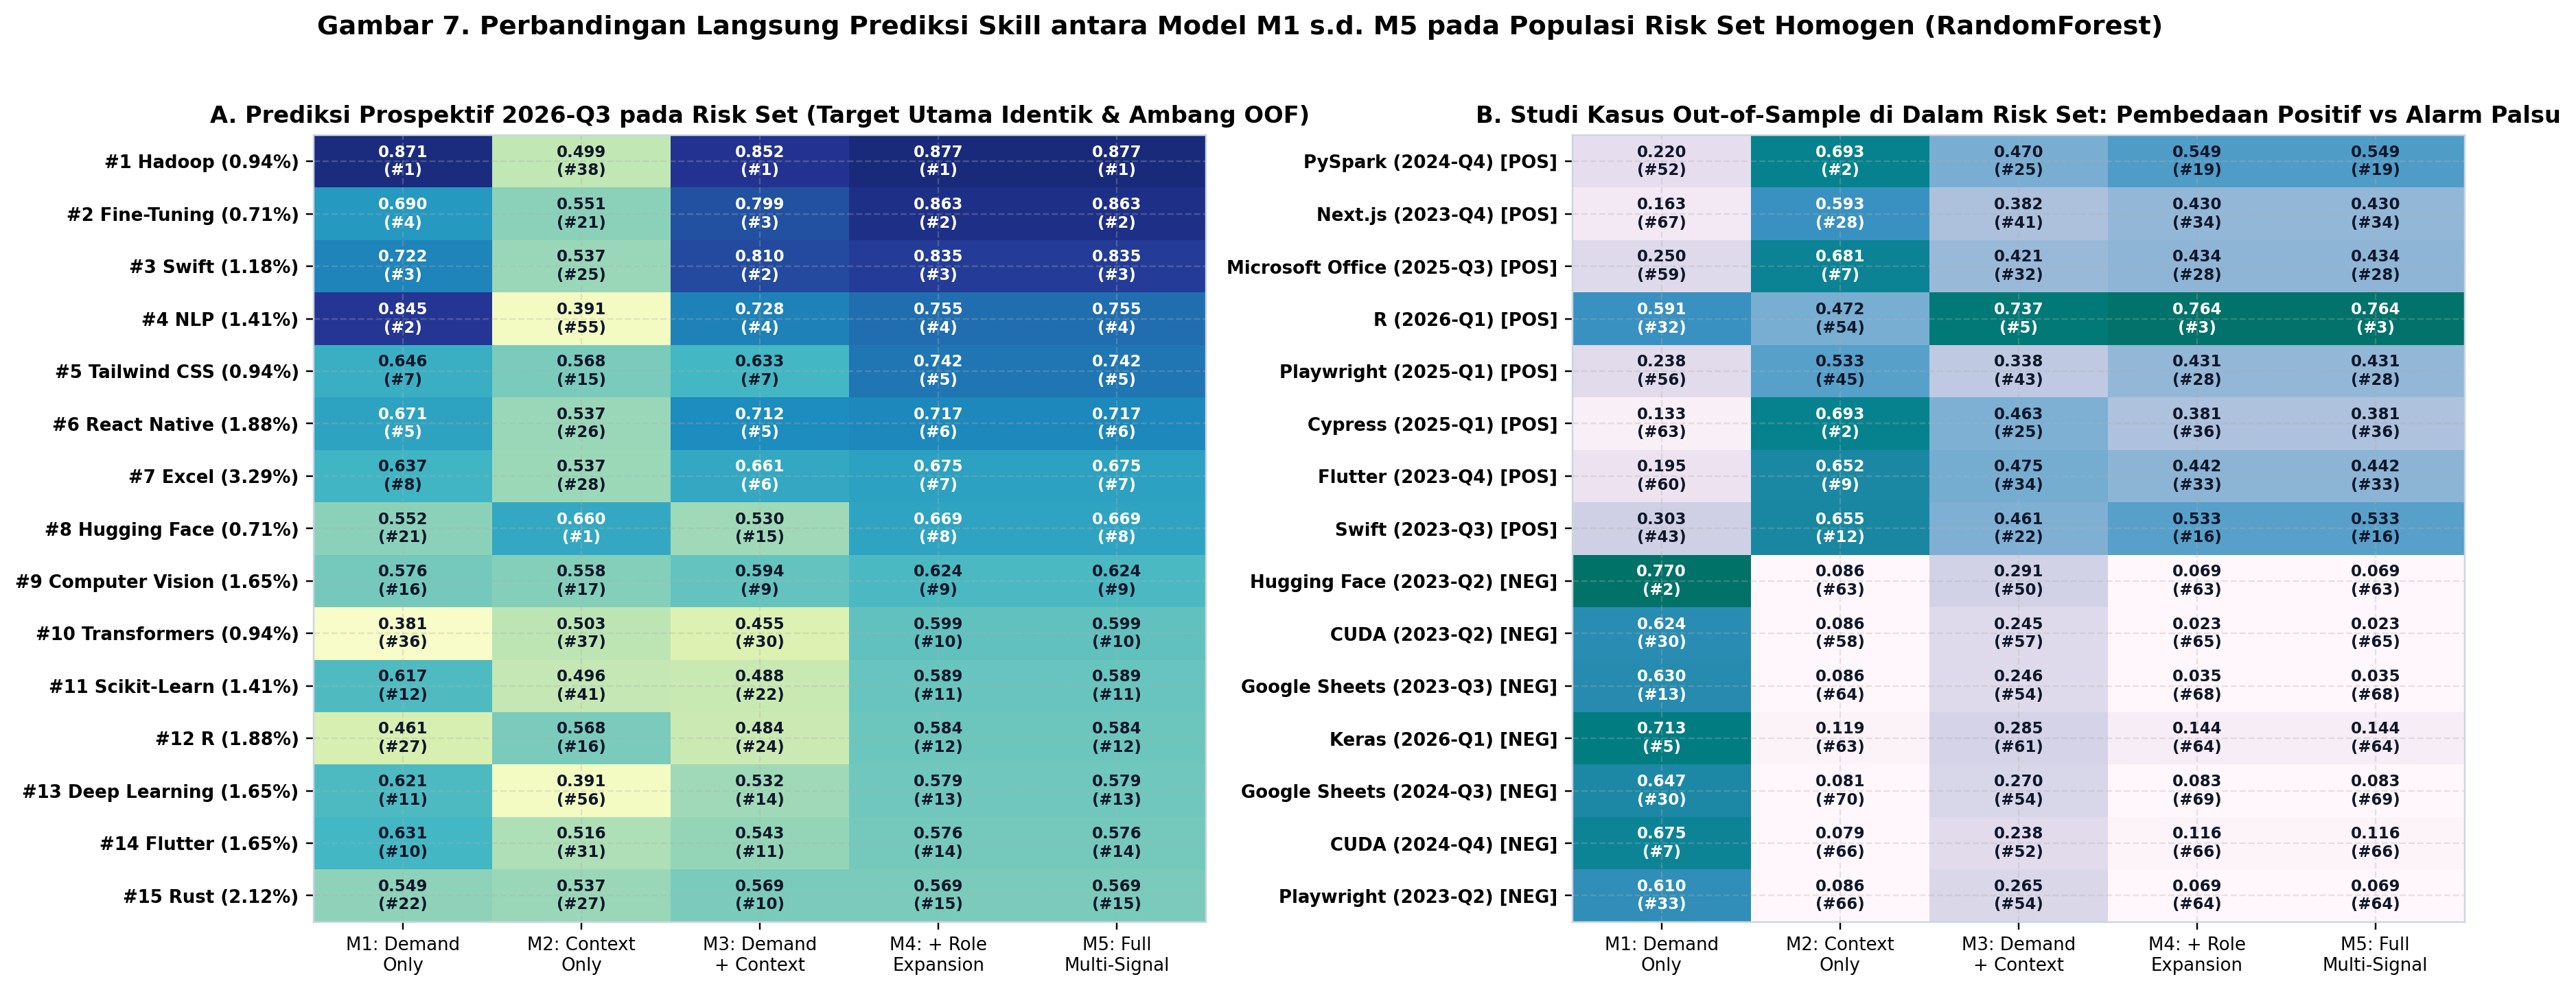 Gambar 7. Perbandingan Langsung Prediksi Skill antara Model M1 s.d. M5 pada Populasi Risk Set Homogen (RandomForest)
A. Prediksi Prospektif 2026-Q3 pada Risk Set (Target Utama Identik & Ambang OOF)
#1 Hadoop (0.94%) 0.871 (#1) 0.499 (#38) 0.852 (#1) 0.877 (#1) 0.877 (#1)
#2 Fine-Tuning (0.71%) 0.690 (#4) 0.551 (#21) 0.799 (#3) 0.863 (#2) 0.863 (#2)
#3 Swift (1.18%) 0.722 (#3) 0.537 (#25) 0.810 (#2) 0.835 (#3) 0.835 (#3)
#4 NLP (1.41%) 0.845 (#2) 0.391 (#55) 0.728 (#4) 0.755 (#4) 0.755 (#4)
#5 Tailwind CSS (0.94%) 0.646 (#7) 0.568 (#15) 0.633 (#7) 0.742 (#5) 0.742 (#5)
#6 React Native (1.88%) 0.671 (#5) 0.537 (#26) 0.712 (#5) 0.717 (#6) 0.717 (#6)
#7 Excel (3.29%) 0.637 (#8) 0.537 (#28) 0.661 (#6) 0.675 (#7) 0.675 (#7)
#8 Hugging Face (0.71%) 0.552 (#21) 0.660 (#1) 0.530 (#15) 0.669 (#8) 0.669 (#8)
#9 Computer Vision (1.65%) 0.576 (#16) 0.558 (#17) 0.594 (#9) 0.624 (#9) 0.624 (#9)
#10 Transformers (0.94%) 0.381 (#36) 0.503 (#37) 0.455 (#30) 0.599 (#10) 0.599 (#10)
#11 Scikit-Learn (1.41%) 0.617 (#12) 0.496 (#41) 0.488 (#22) 0.589 (#11) 0.589 (#11)
#12 R (1.88%) 0.461 (#27) 0.568 (#16) 0.484 (#24) 0.584 (#12) 0.584 (#12)
#13 Deep Learning (1.65%) 0.621 (#11) 0.391 (#56) 0.532 (#14) 0.579 (#13) 0.579 (#13)
#14 Flutter (1.65%) 0.631 (#10) 0.516 (#31) 0.543 (#11) 0.576 (#14) 0.576 (#14)
#15 Rust (2.12%) 0.549 (#22) 0.537 (#27) 0.569 (#10) 0.569 (#15) 0.569 (#15)
M1: Demand Only
M2: Context Only
M3: Demand + Context
M4: + Role Expansion
M5: Full Multi-Signal
B. Studi Kasus Out-of-Sample di Dalam Risk Set: Pembedaan Positif vs Alarm Palsu
PySpark (2024-Q4) [POS] 0.220 (#52) 0.693 (#2) 0.470 (#25) 0.549 (#19) 0.549 (#19)
Next.js (2023-Q4) [POS] 0.163 (#67) 0.593 (#28) 0.382 (#41) 0.430 (#34) 0.430 (#34)
Microsoft Office (2025-Q3) [POS] 0.250 (#59) 0.681 (#7) 0.421 (#32) 0.434 (#28) 0.434 (#28)
R (2026-Q1) [POS] 0.591 (#32) 0.472 (#54) 0.737 (#5) 0.764 (#3) 0.764 (#3)
Playwright (2025-Q1) [POS] 0.238 (#56) 0.533 (#45) 0.338 (#43) 0.431 (#28) 0.431 (#28)
Cypress (2025-Q1) [POS] 0.133 (#63) 0.693 (#2) 0.463 (#25) 0.381 (#36) 0.381 (#36)
Flutter (2023-Q4) [POS] 0.195 (#60) 0.652 (#9) 0.475 (#34) 0.442 (#33) 0.442 (#33)
Swift (2023-Q3) [POS] 0.303 (#43) 0.655 (#12) 0.461 (#22) 0.533 (#16) 0.533 (#16)
Hugging Face (2023-Q2) [NEG] 0.770 (#2) 0.086 (#63) 0.291 (#50) 0.069 (#63) 0.069 (#63)
CUDA (2023-Q2) [NEG] 0.624 (#30) 0.086 (#58) 0.245 (#57) 0.023 (#65) 0.023 (#65)
Google Sheets (2023-Q3) [NEG] 0.630 (#13) 0.086 (#64) 0.246 (#54) 0.035 (#68) 0.035 (#68)
Keras (2026-Q1) [NEG] 0.713 (#5) 0.119 (#63) 0.285 (#61) 0.144 (#64) 0.144 (#64)
Google Sheets (2024-Q3) [NEG] 0.647 (#30) 0.081 (#70) 0.270 (#54) 0.083 (#69) 0.083 (#69)
CUDA (2024-Q4) [NEG] 0.675 (#7) 0.079 (#66) 0.238 (#52) 0.116 (#66) 0.116 (#66)
Playwright (2023-Q2) [NEG] 0.610 (#33) 0.086 (#66) 0.265 (#54) 0.069 (#64) 0.069 (#64)
M1: Demand Only
M2: Context Only
M3: Demand + Context
M4: + Role Expansion
M5: Full Multi-Signal